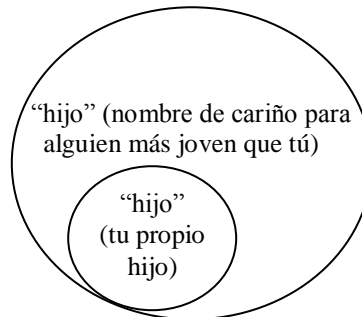 “hijo” (nombre de cariño para
alguien más joven que tú)
“hijo”
(tu propio
hijo)